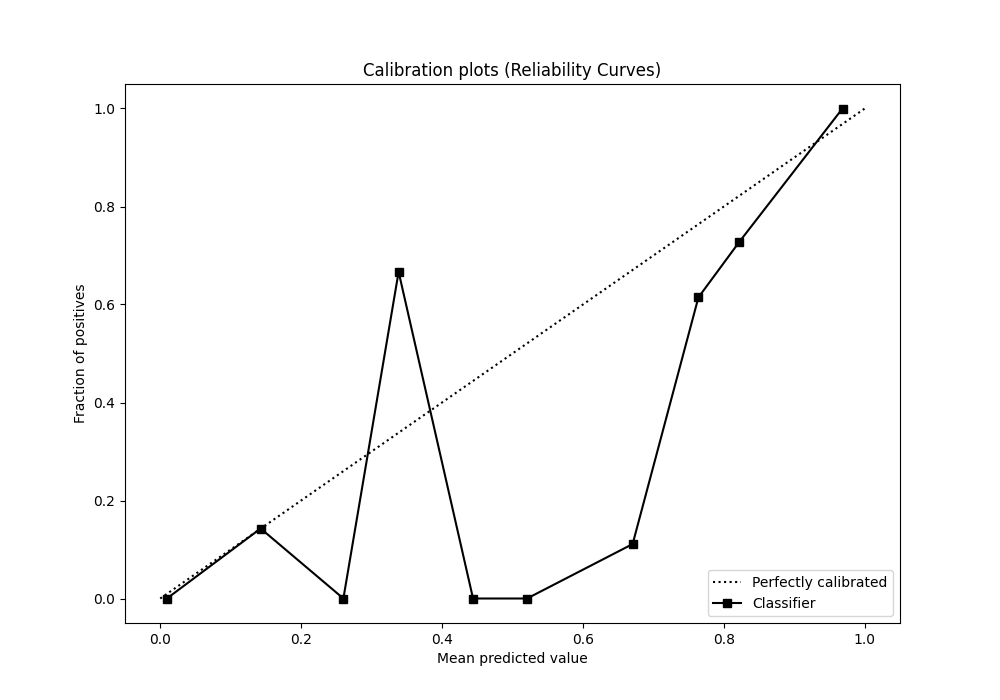 Calibration plots (Reliability Curves)
1.0
0.8
0.6
0.4
0.2
0.0
Fraction of positives
0.0 0.2 0.4 0.6 0.8 1.0
Mean predicted value
Perfectly calibrated
Classifier